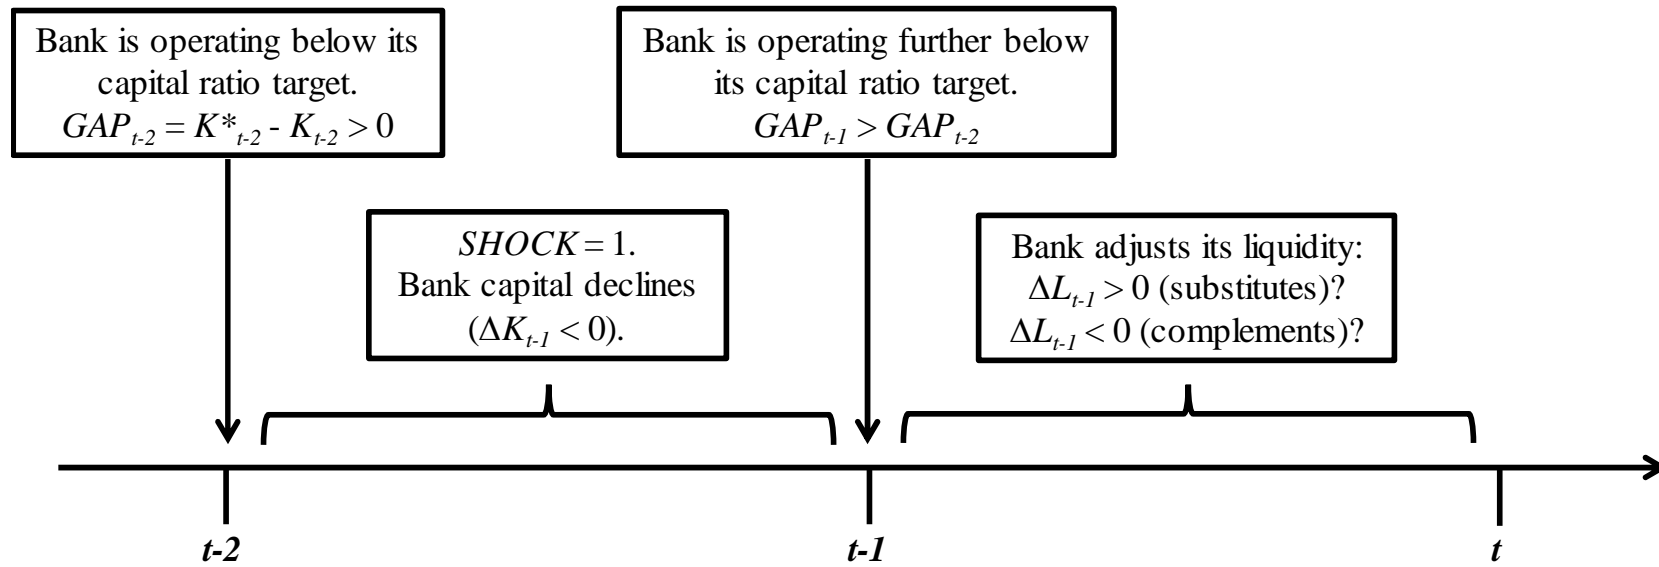 Bank is operating below its
capital ratio target.
GAP_{t-2} = K*_{t-2} - K_{t-2} > 0
Bank is operating further below
its capital ratio target.
GAP_{t-1} > GAP_{t-2}
SHOCK = 1.
Bank capital declines
(ΔK_{t-1} < 0).
Bank adjusts its liquidity:
ΔL_{t-1} > 0 (substitutes)?
ΔL_{t-1} < 0 (complements)?
t-2
t-1
t